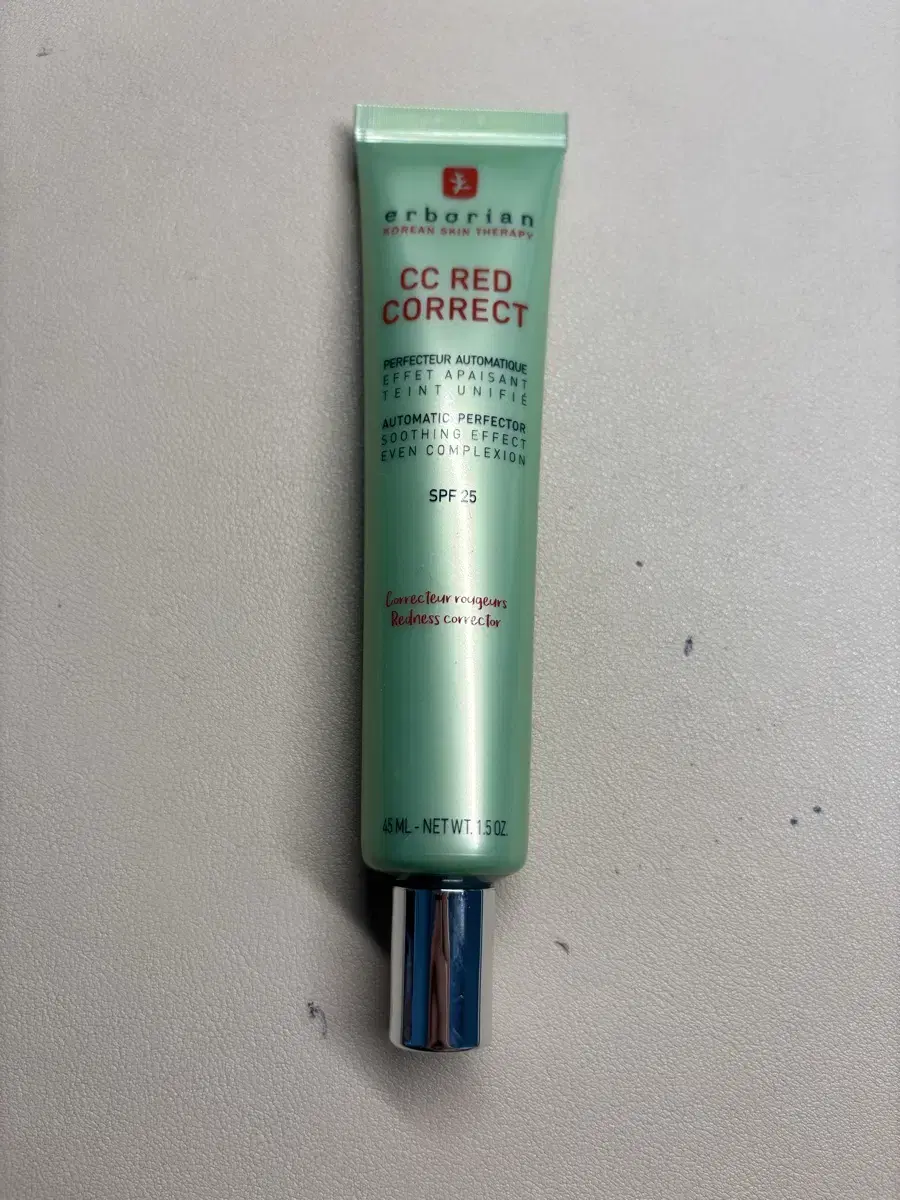 erborian
KOREAN SKIN THERAPY
CC RED
CORRECT
PERFECTEUR AUTOMATIQUE
EFFET APAISANT
TEINT UNIFIÉ
AUTOMATIC PERFECTOR
SOOTHING EFFECT
EVEN COMPLEXION
SPF 25
Correcteur rougeurs
Redness corrector
45 ML - NET WT. 1.5 OZ.